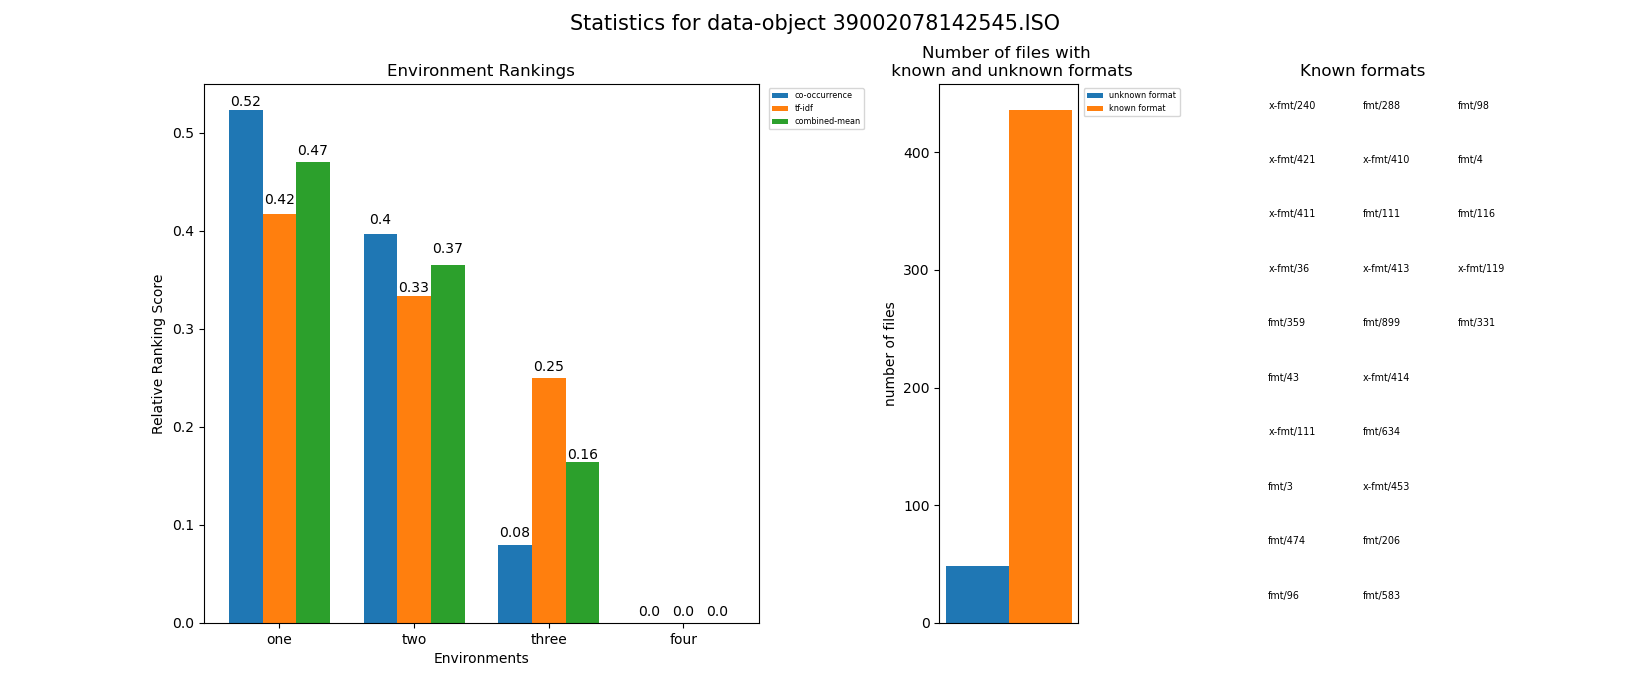 Statistics for data-object 39002078142545.ISO
Environment Rankings
0.52
0.42
0.47
0.4
0.33
0.37
0.08
0.25
0.16
0.0 0.0 0.0
0.5
0.4
0.3
0.2
0.1
0.0
Relative Ranking Score
one two three four
Environments
co-occurrence
tf-idf
combined-mean
Number of files with
known and unknown formats
unknown format
known format
400
300
200
100
0
number of files
Known formats
x-fmt/240 fmt/288 fmt/98
x-fmt/421 x-fmt/410 fmt/4
x-fmt/411 fmt/111 fmt/116
x-fmt/36 x-fmt/413 x-fmt/119
fmt/359 fmt/899 fmt/331
fmt/43 x-fmt/414
x-fmt/111 fmt/634
fmt/3 x-fmt/453
fmt/474 fmt/206
fmt/96 fmt/583